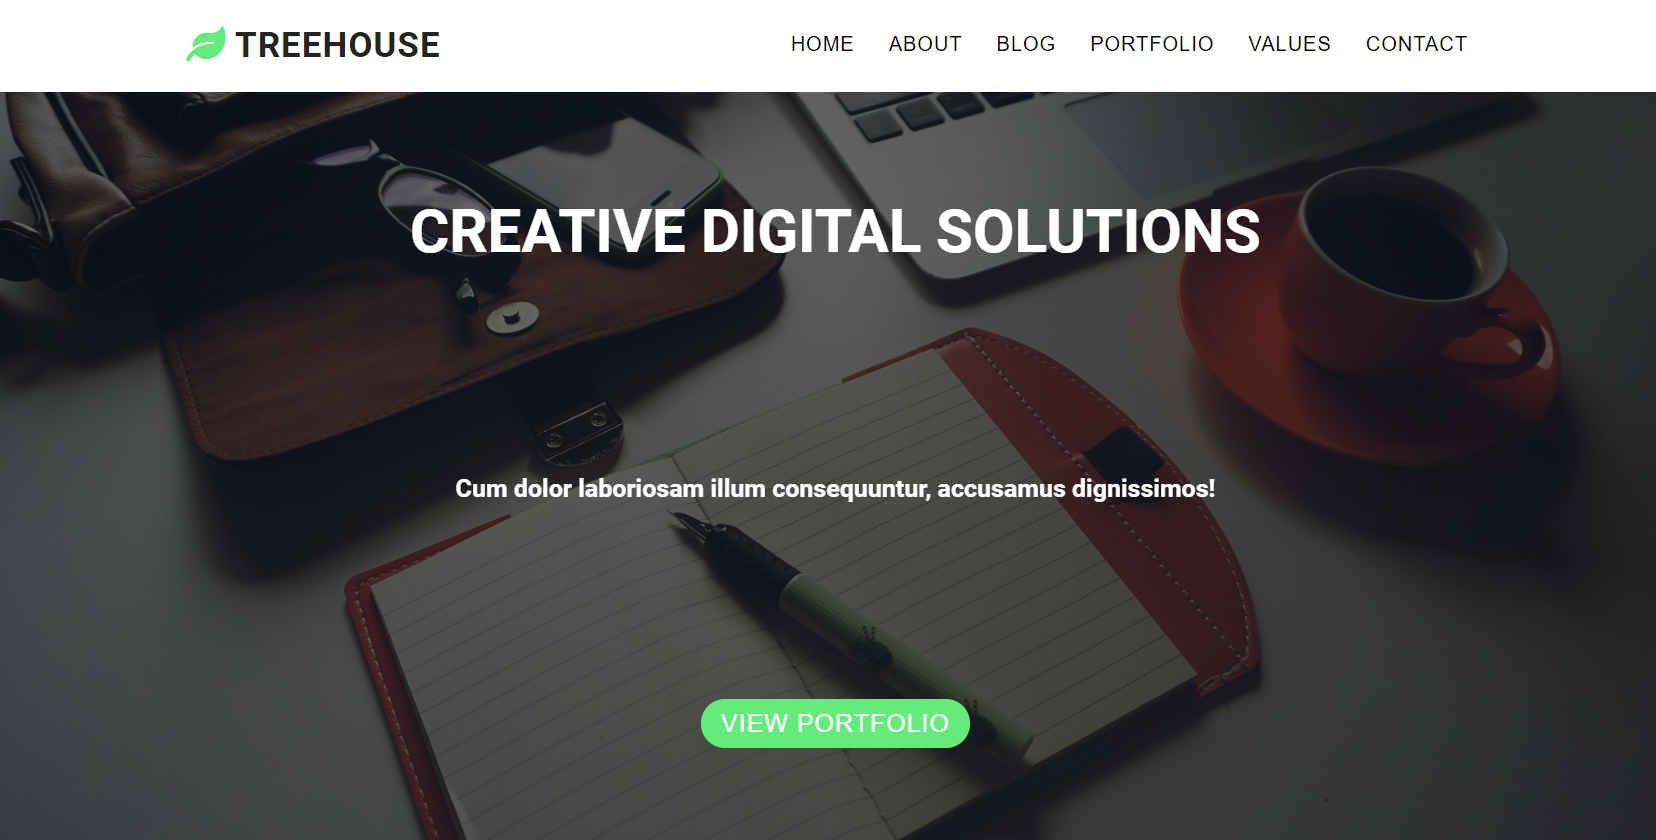 TREEHOUSE
HOME ABOUT BLOG PORTFOLIO VALUES CONTACT
CREATIVE DIGITAL SOLUTIONS
Cum dolor laboriosam illum consequuntur, accusamus dignissimos!
VIEW PORTFOLIO